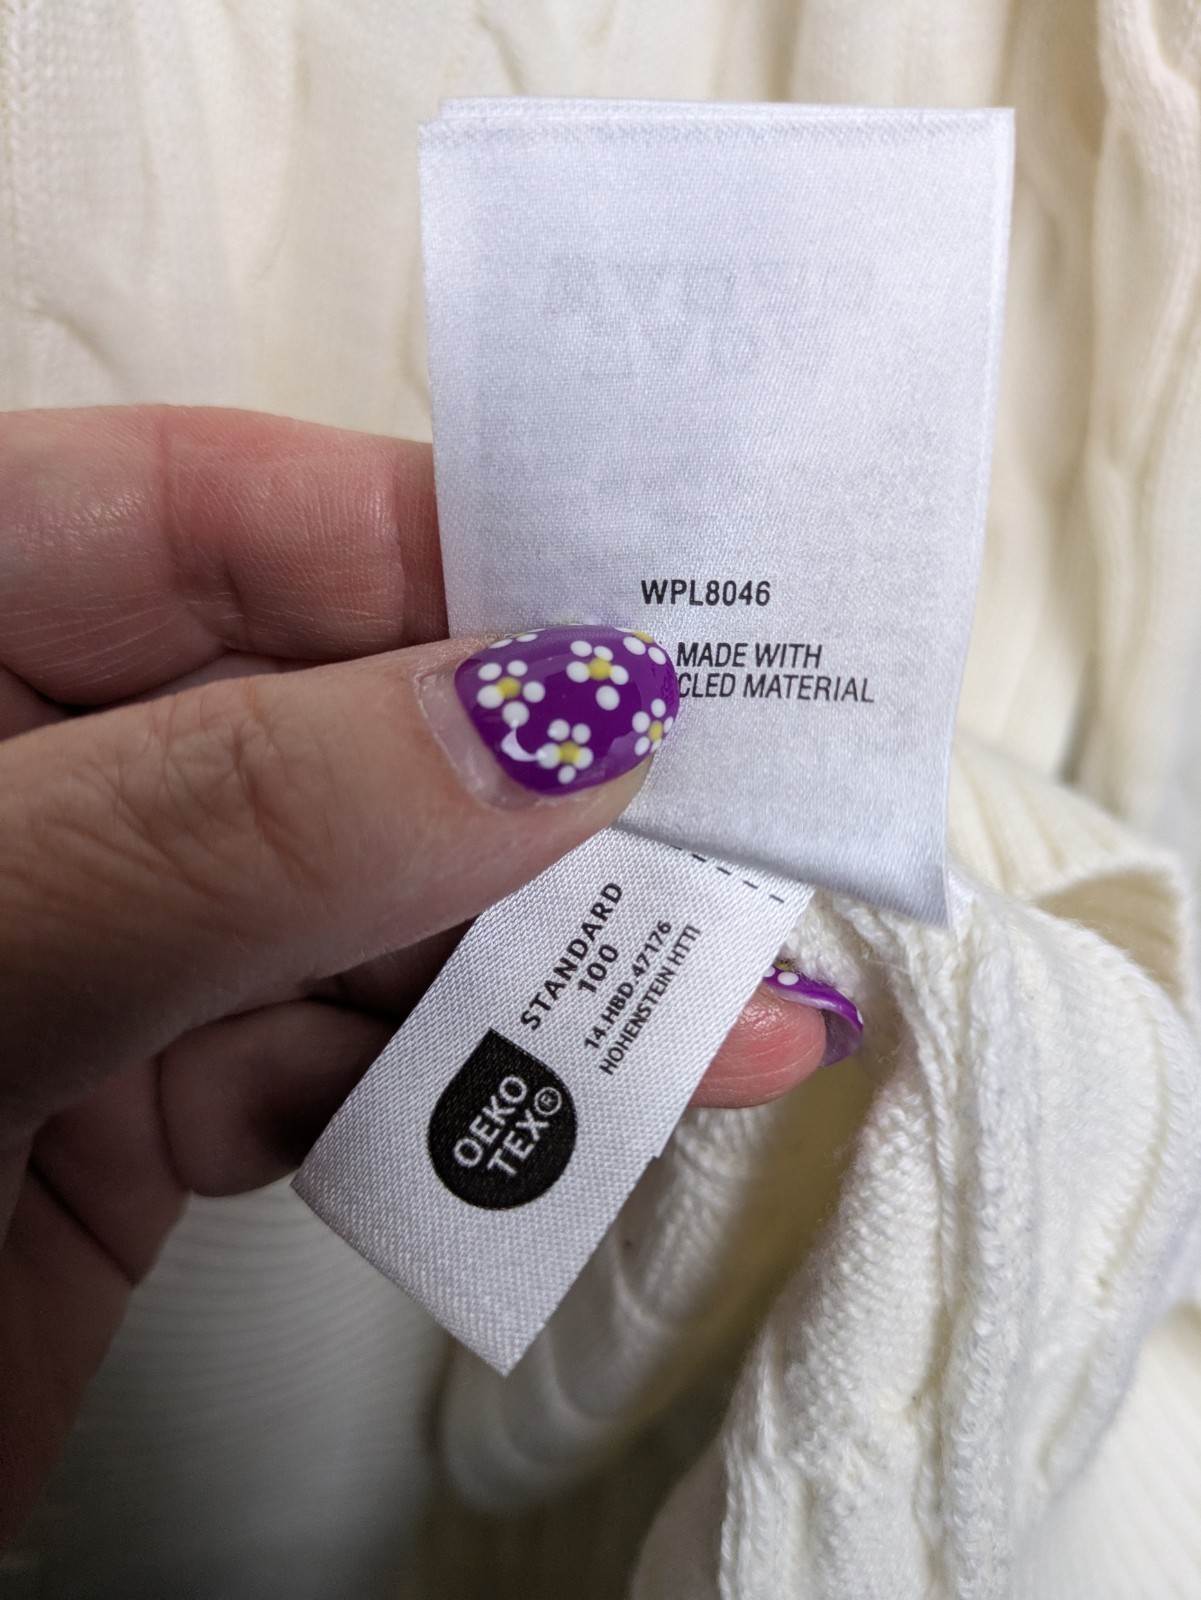 WPL8046
MADE WITH
CLED MATERIAL
STANDARD
100
14.HBD.47176
HOHENSTEIN HTTI
OEKO
TEX®